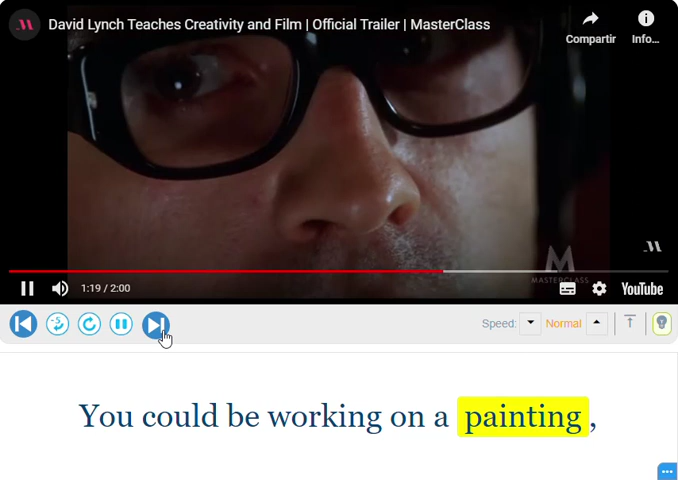 David Lynch Teaches Creativity and Film | Official Trailer | MasterClass
Compartir
Info...
MASTERCLASS
1:19 / 2:00
YouTube
5
Speed:
Normal
You could be working on a painting,